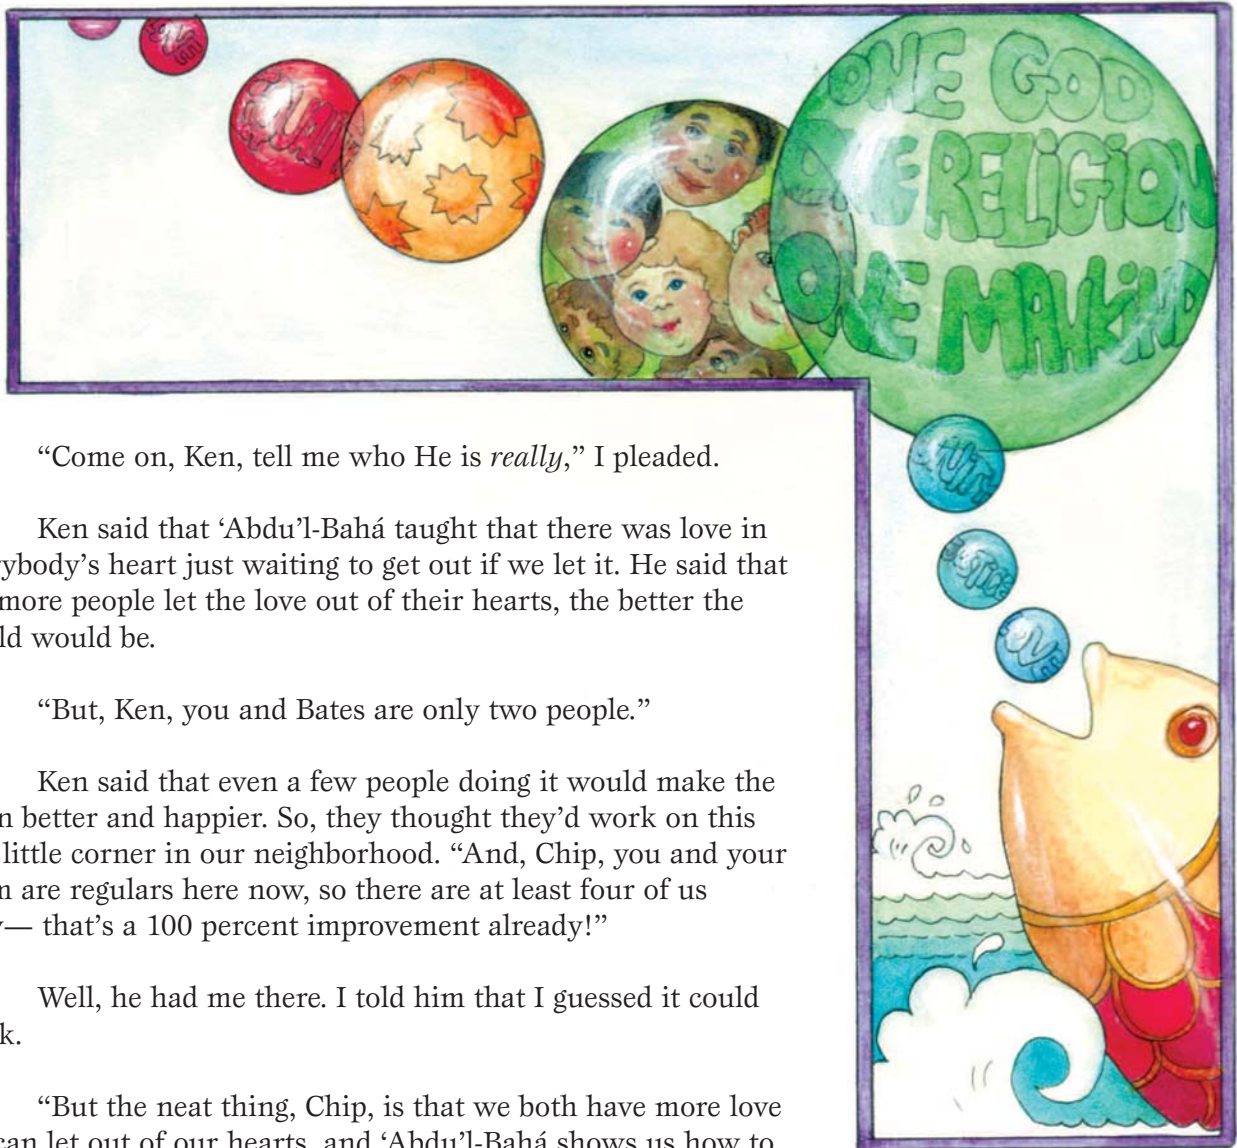 ONE GOD
ONE RELIGION
ONE MANKIND
UNITY
JUSTICE
LOVE
“Come on, Ken, tell me who He is really,” I pleaded.
Ken said that ‘Abdu’l-Bahá taught that there was love in
ybody’s heart just waiting to get out if we let it. He said that
more people let the love out of their hearts, the better the
ld would be.
“But, Ken, you and Bates are only two people.”
Ken said that even a few people doing it would make the
n better and happier. So, they thought they’d work on this
little corner in our neighborhood. “And, Chip, you and your
n are regulars here now, so there are at least four of us
— that’s a 100 percent improvement already!”
Well, he had me there. I told him that I guessed it could
k.
“But the neat thing, Chip, is that we both have more love
can let out of our hearts, and ‘Abdu’l-Bahá shows us how to